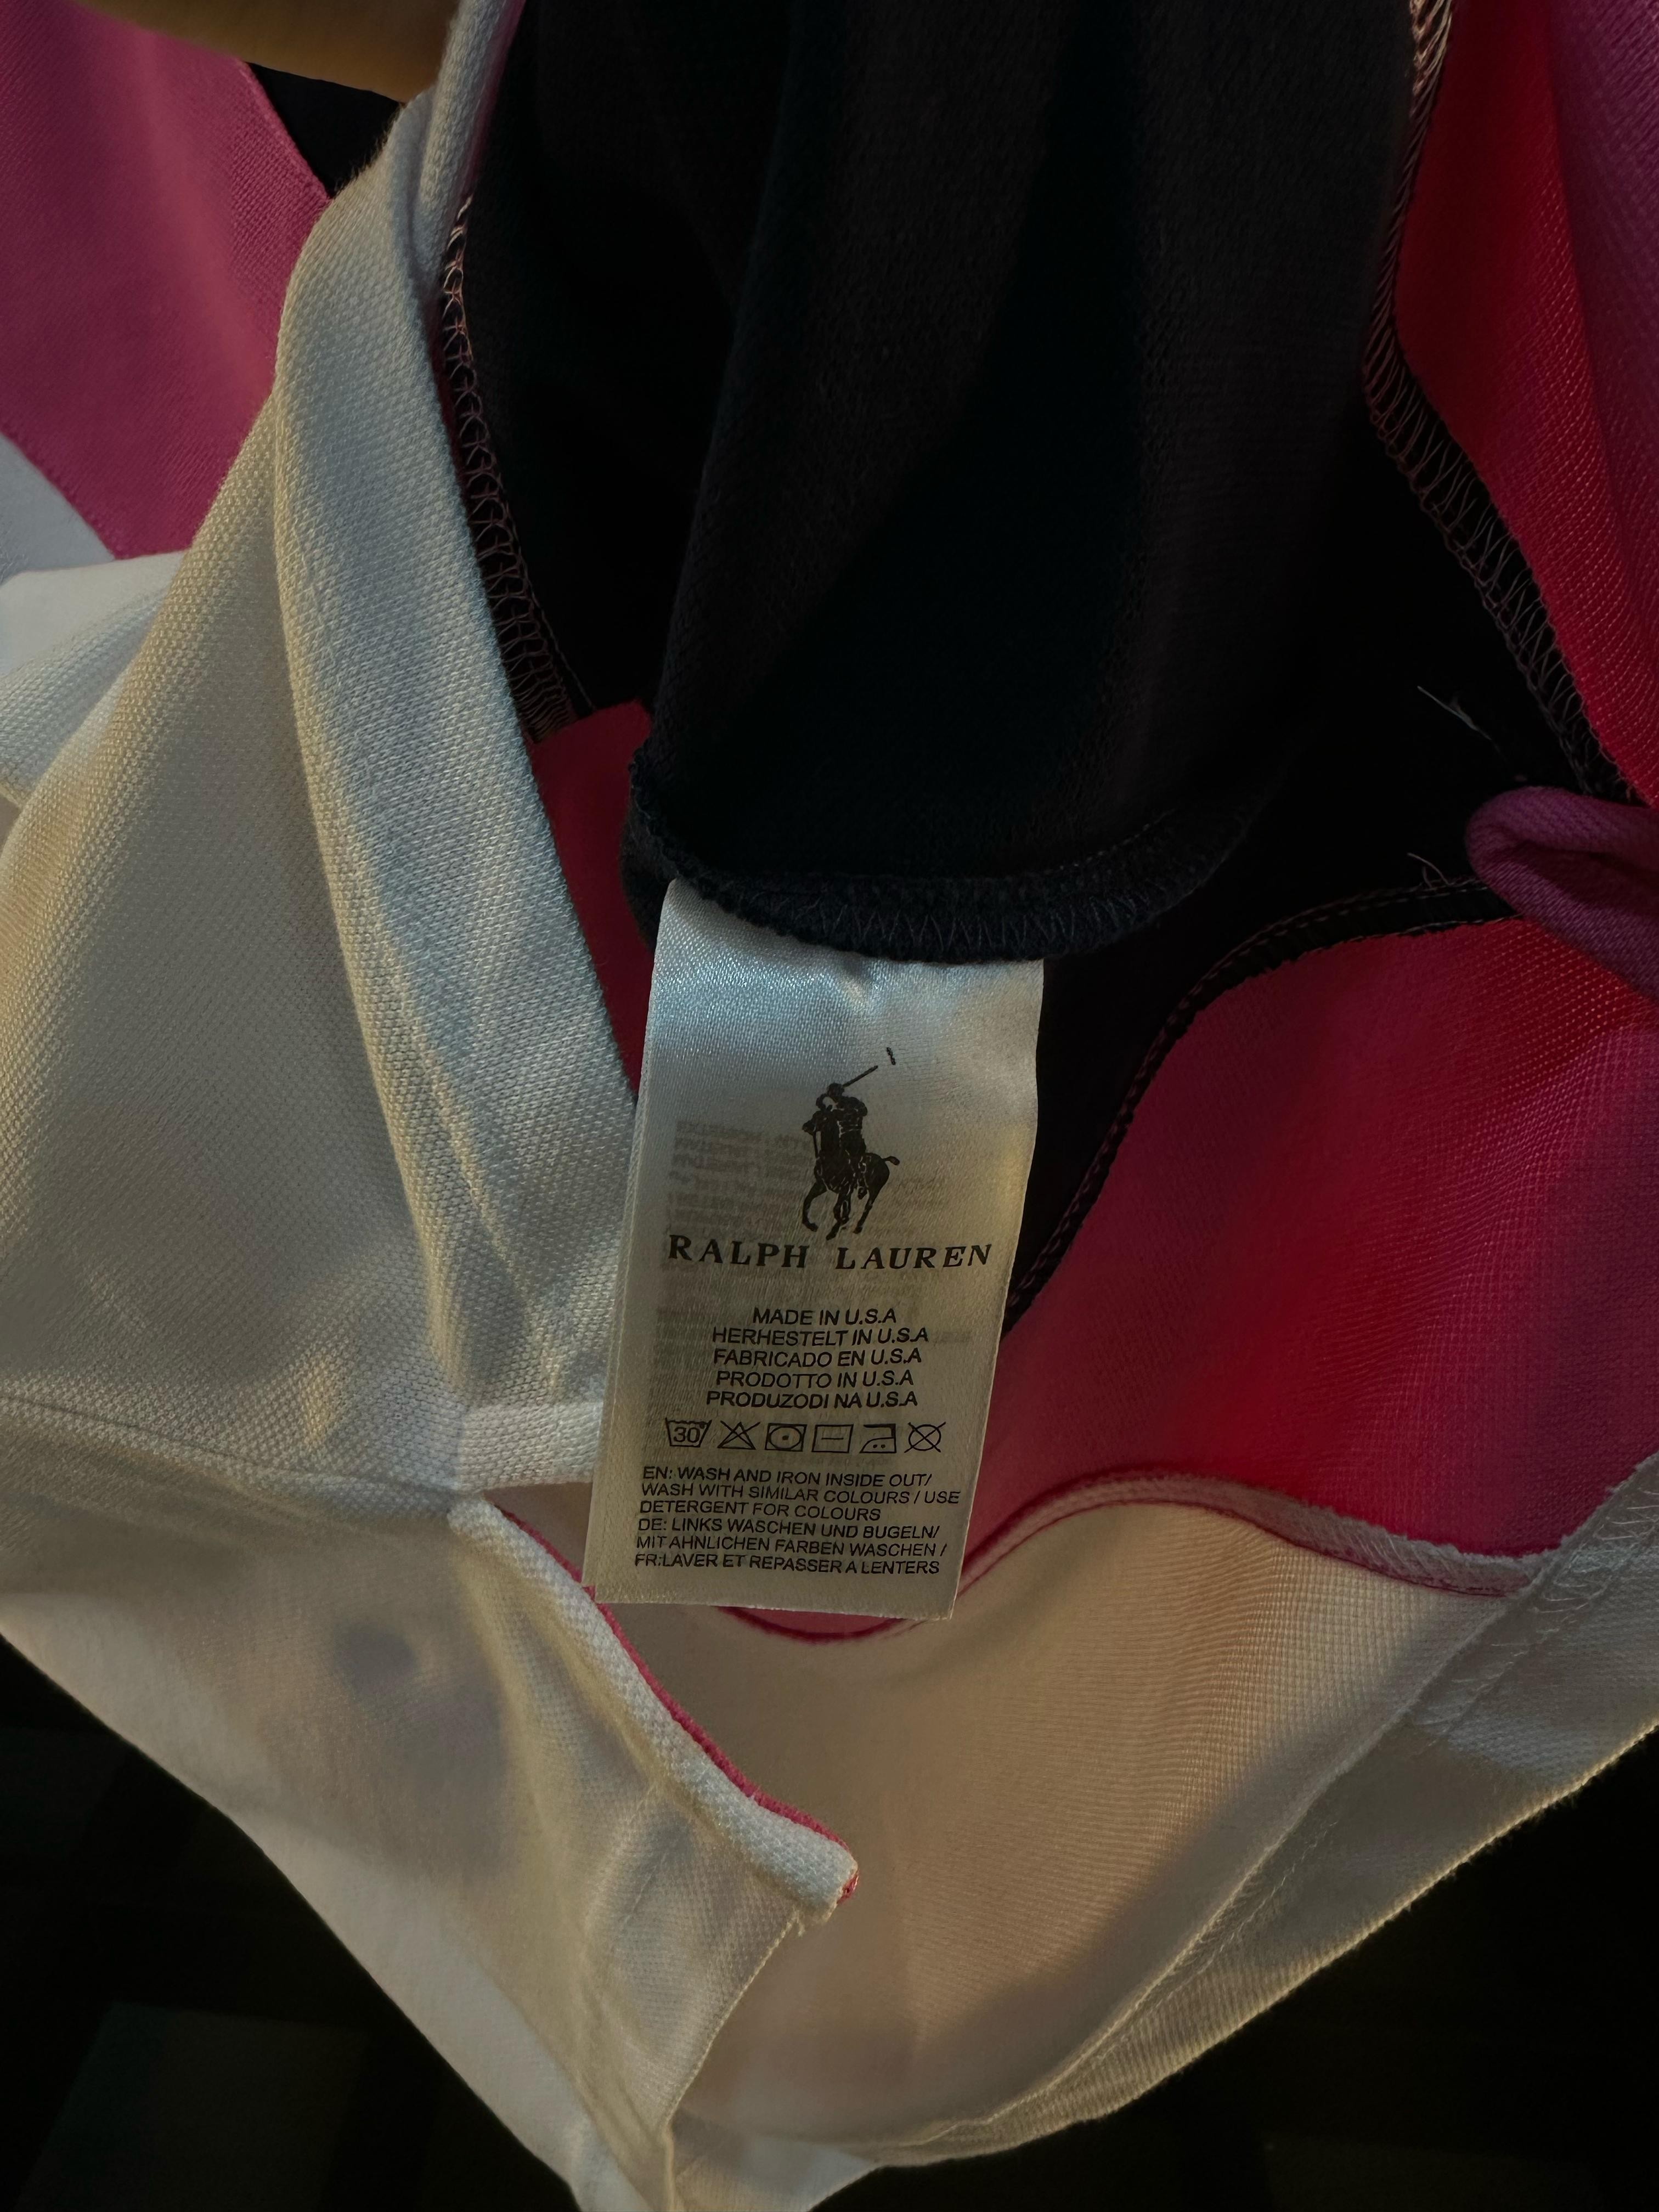 RALPH LAUREN
MADE IN U.S.A
HERHESTELT IN U.S.A
FABRICADO EN U.S.A
PRODOTTO IN U.S.A
PRODUZODI NA U.S.A
30
EN: WASH AND IRON INSIDE OUT/
WASH WITH SIMILAR COLOURS / USE
DETERGENT FOR COLOURS
DE: LINKS WASCHEN UND BUGELN/
MIT AHNLICHEN FARBEN WASCHEN /
FR:LAVER ET REPASSER A LENTERS